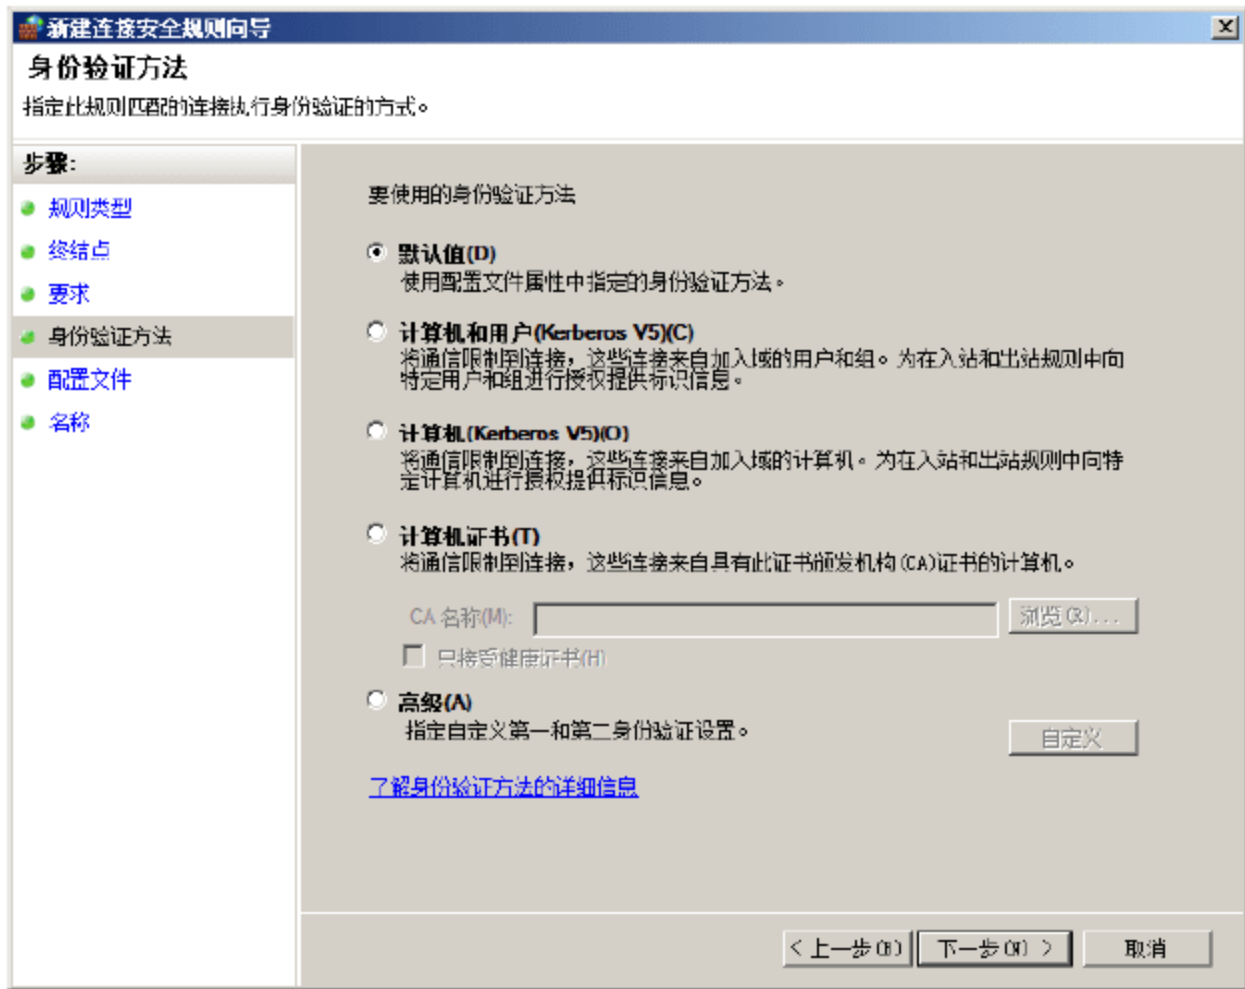 新建连接安全规则向导
身份验证方法
指定此规则匹配的连接执行身份验证的方式。
步骤:
规则类型
终结点
要求
身份验证方法
配置文件
名称
要使用的身份验证方法
默认值(D)
使用配置文件属性中指定的身份验证方法。
计算机和用户(Kerberos V5)(C)
将通信限制到连接，这些连接来自加入域的用户和组。为在入站和出站规则中向
特定用户和组进行授权提供标识信息。
计算机(Kerberos V5)(O)
将通信限制到连接，这些连接来自加入域的计算机。为在入站和出站规则中向特
定计算机进行授权提供标识信息。
计算机证书(T)
将通信限制到连接，这些连接来自具有此证书颁发机构(CA)证书的计算机。
CA 名称(M):
浏览(R)...
只接受健康证书(H)
高级(A)
指定自定义第一和第二身份验证设置。
自定义
了解身份验证方法的详细信息
< 上一步(B)
下一步(N) >
取消